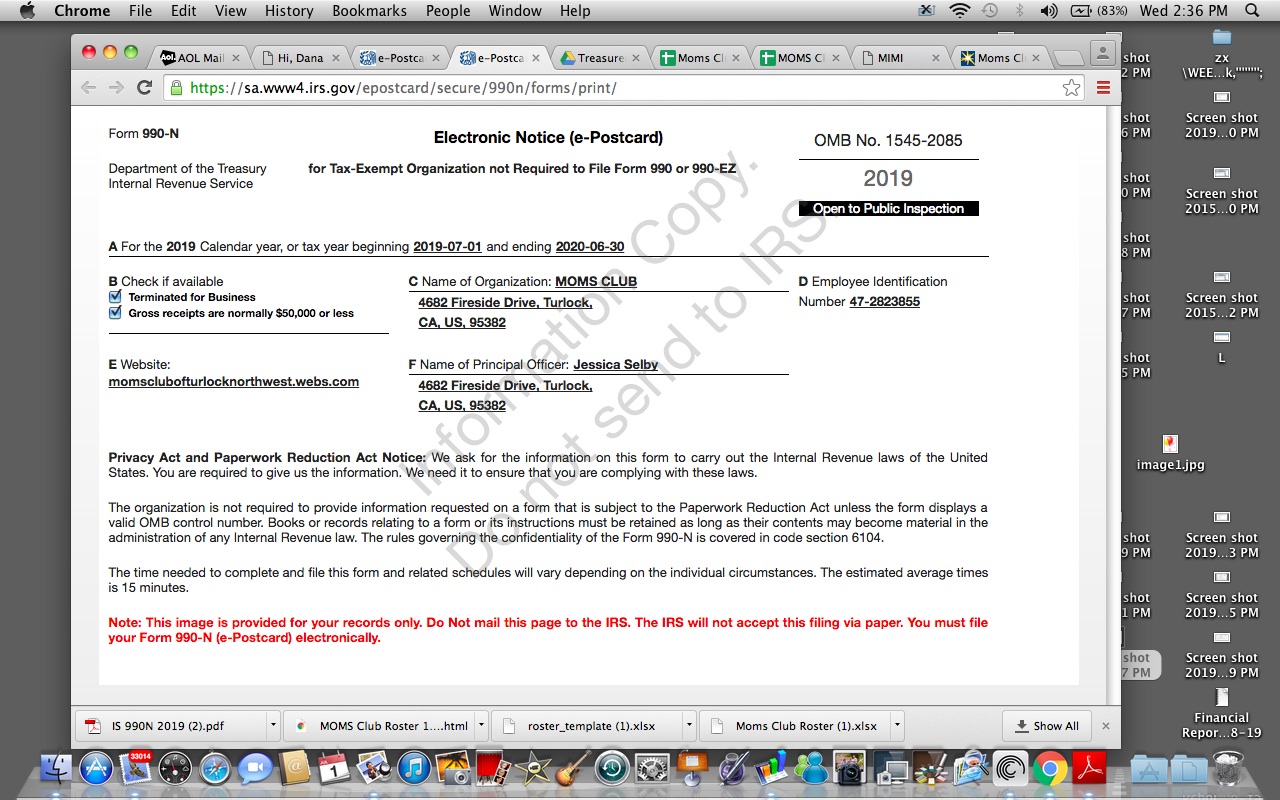 Chrome File Edit View History Bookmarks People Window Help (83%) Wed 2:36 PM
AOL Mail Hi, Dana e-Postca e-Postca Treasure Moms Cl MOMS C MIMI Moms Cl
https://sa.www4.irs.gov/epostcard/secure/990n/forms/print/
Form 990-N
Electronic Notice (e-Postcard)
OMB No. 1545-2085
Department of the Treasury
Internal Revenue Service
for Tax-Exempt Organization not Required to File Form 990 or 990-EZ
2019
Open to Public Inspection
A For the 2019 Calendar year, or tax year beginning 2019-07-01 and ending 2020-06-30
B Check if available
Terminated for Business
Gross receipts are normally $50,000 or less
C Name of Organization: MOMS CLUB
4682 Fireside Drive, Turlock,
CA, US, 95382
D Employee Identification
Number 47-2823855
E Website:
momsclubofturlocknorthwest.webs.com
F Name of Principal Officer: Jessica Selby
4682 Fireside Drive, Turlock,
CA, US, 95382
Information Copy.
Do not send to IRS.
Privacy Act and Paperwork Reduction Act Notice: We ask for the information on this form to carry out the Internal Revenue laws of the United
States. You are required to give us the information. We need it to ensure that you are complying with these laws.
The organization is not required to provide information requested on a form that is subject to the Paperwork Reduction Act unless the form displays a
valid OMB control number. Books or records relating to a form or its instructions must be retained as long as their contents may become material in the
administration of any Internal Revenue law. The rules governing the confidentiality of the Form 990-N is covered in code section 6104.
The time needed to complete and file this form and related schedules will vary depending on the individual circumstances. The estimated average times
is 15 minutes.
Note: This image is provided for your records only. Do Not mail this page to the IRS. The IRS will not accept this filing via paper. You must file
your Form 990-N (e-Postcard) electronically.
IS 990N 2019 (2).pdf MOMS Club Roster 1....html roster_template (1).xlsx Moms Club Roster (1).xlsx Show All
shot
2 PM
zx
\WEE...k,"""";
shot
6 PM
Screen shot
2019...0 PM
shot
0 PM
Screen shot
2015...0 PM
shot
8 PM
shot
7 PM
Screen shot
2015...2 PM
shot
5 PM
L
image1.jpg
shot
9 PM
Screen shot
2019...3 PM
shot
1 PM
Screen shot
2019...5 PM
shot
7 PM
Screen shot
2019...9 PM
Financial
Repor...8-19
33014
1